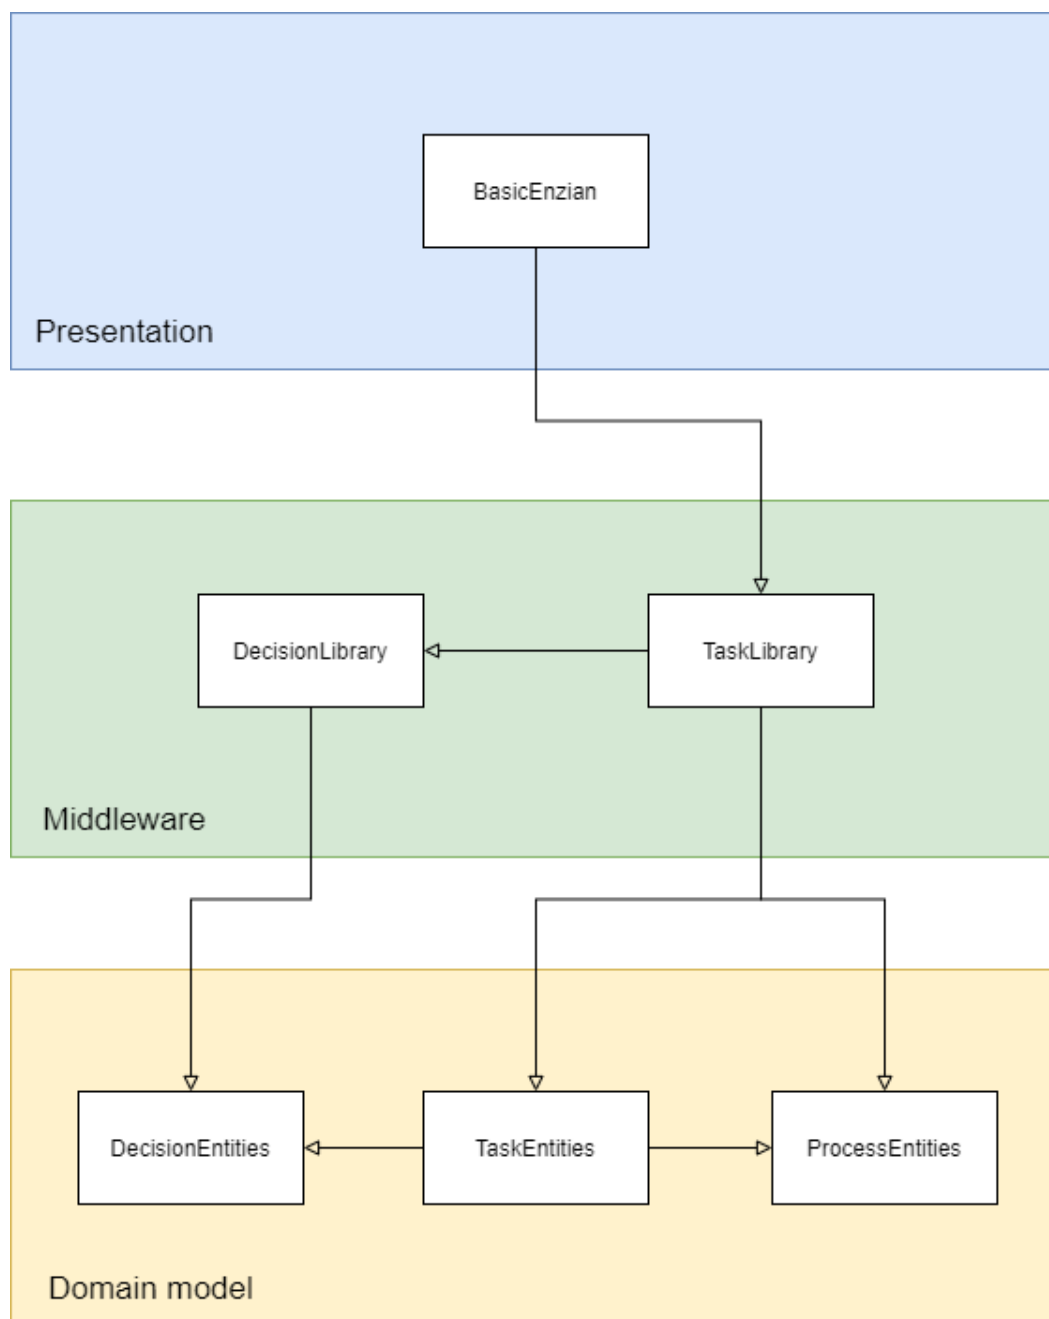 BasicEnzian
Presentation
DecisionLibrary
TaskLibrary
Middleware
DecisionEntities
TaskEntities
ProcessEntities
Domain model